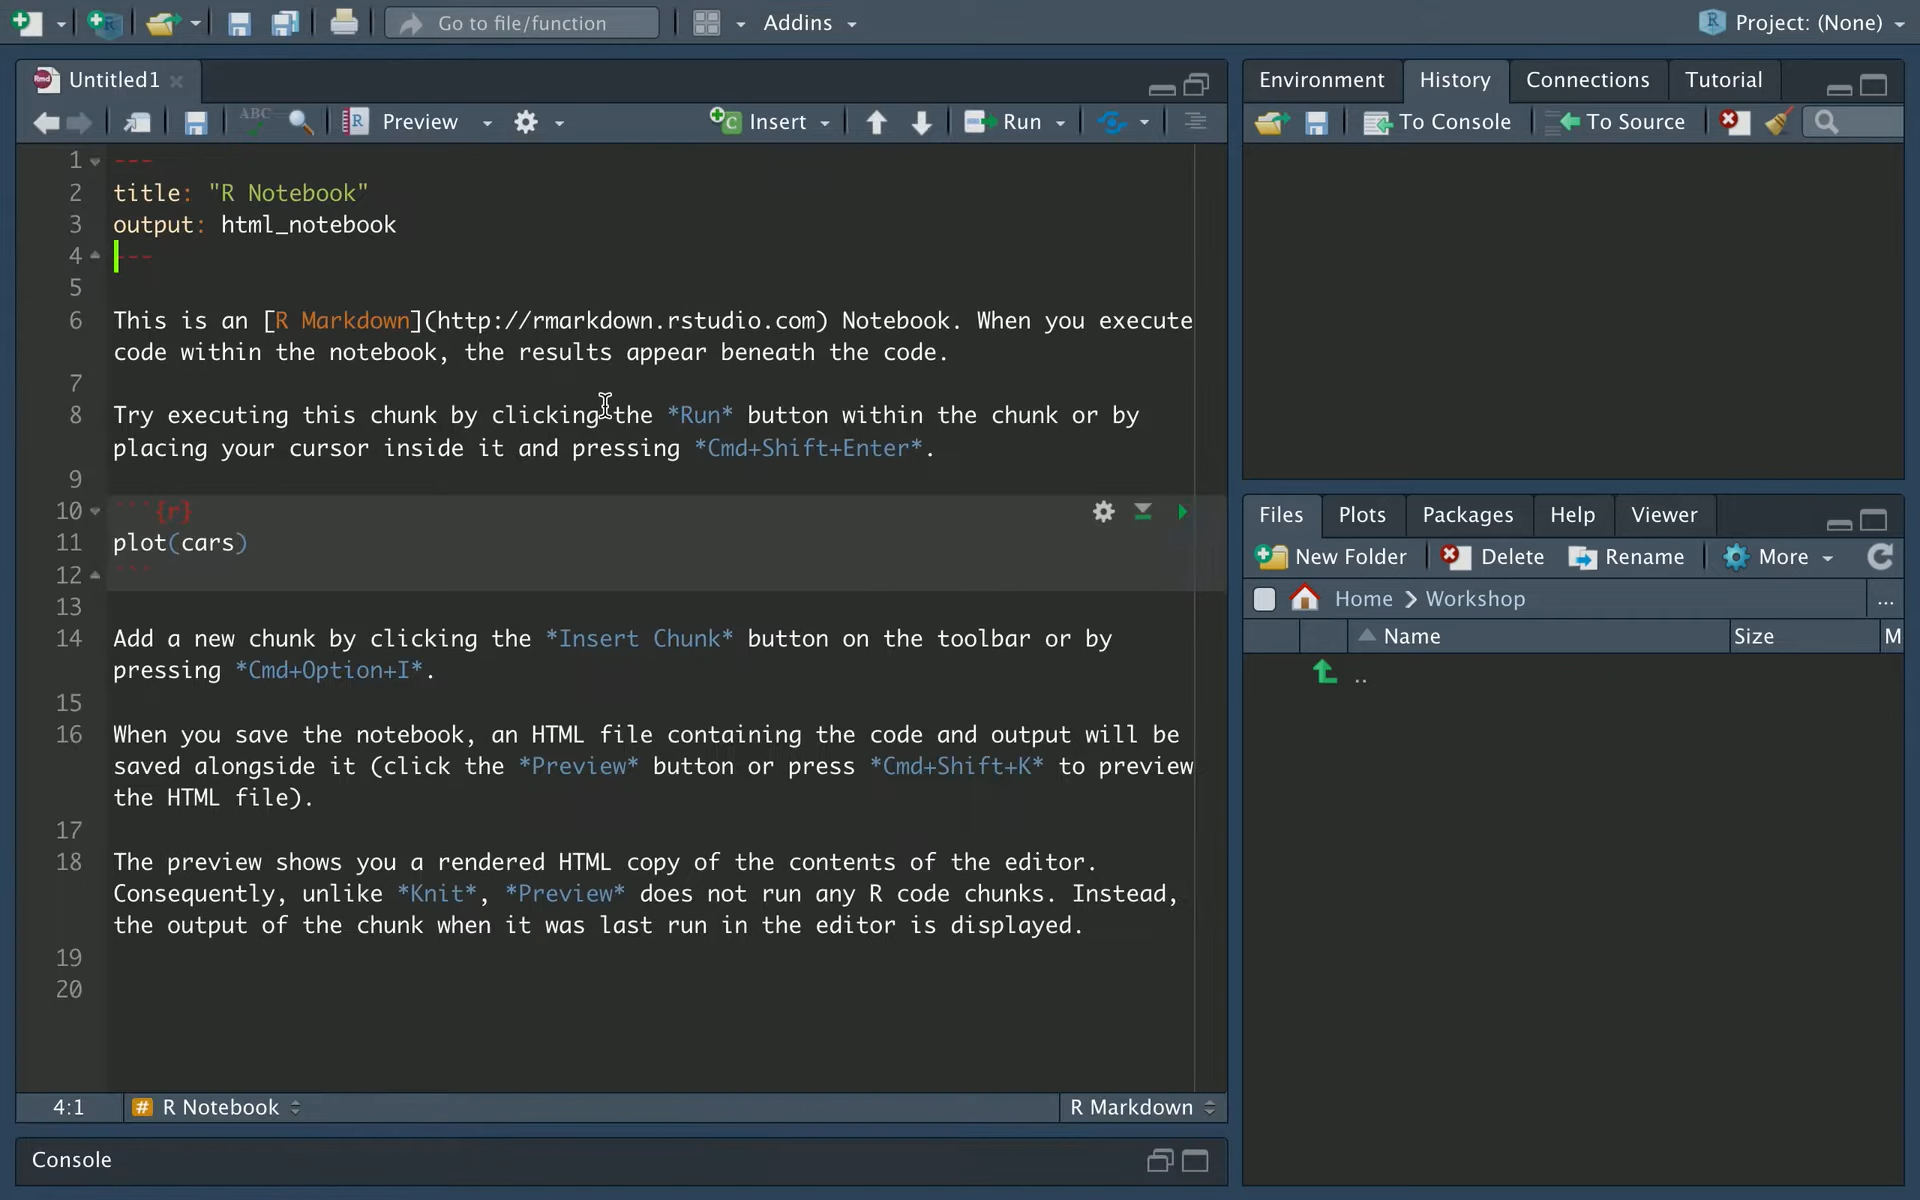 Go to file/function
Addins
Project: (None)
Untitled1
ABC
Preview
Insert
Run
1 ---
2 title: "R Notebook"
3 output: html_notebook
4 ---
5
6 This is an [R Markdown](http://rmarkdown.rstudio.com) Notebook. When you execute
code within the notebook, the results appear beneath the code.
7
8 Try executing this chunk by clicking the *Run* button within the chunk or by
placing your cursor inside it and pressing *Cmd+Shift+Enter*.
9
10 ```{r}
11 plot(cars)
12 ```
13
14 Add a new chunk by clicking the *Insert Chunk* button on the toolbar or by
pressing *Cmd+Option+I*.
15
16 When you save the notebook, an HTML file containing the code and output will be
saved alongside it (click the *Preview* button or press *Cmd+Shift+K* to preview
the HTML file).
17
18 The preview shows you a rendered HTML copy of the contents of the editor.
Consequently, unlike *Knit*, *Preview* does not run any R code chunks. Instead,
the output of the chunk when it was last run in the editor is displayed.
19
20
4:1 # R Notebook R Markdown
Console
Environment History Connections Tutorial
To Console To Source
Files Plots Packages Help Viewer
New Folder Delete Rename More
Home Workshop ...
Name Size M
..